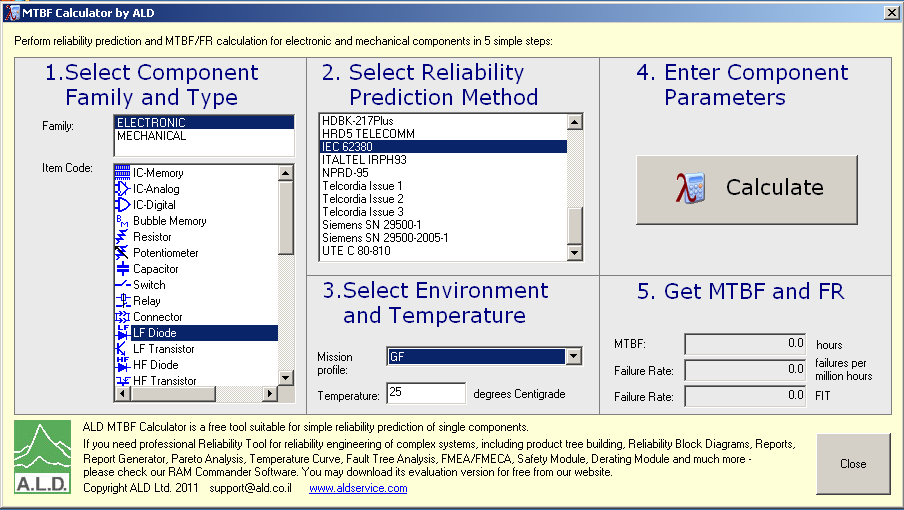 MTBF Calculator by ALD
Perform reliability prediction and MTBF/FR calculation for electronic and mechanical components in 5 simple steps:
1.Select Component
Family and Type
Family:
ELECTRONIC
MECHANICAL
Item Code:
IC-Memory
IC-Analog
IC-Digital
BM Bubble Memory
Resistor
Potentiometer
Capacitor
Switch
Relay
Connector
LF LF Diode
LF Transistor
HF HF Diode
HF Transistor
2. Select Reliability
Prediction Method
HDBK-217Plus
HRD5 TELECOMM
IEC 62380
ITALTEL IRPH93
NPRD-95
Telcordia Issue 1
Telcordia Issue 2
Telcordia Issue 3
Siemens SN 29500-1
Siemens SN 29500-2005-1
UTE C 80-810
3.Select Environment
and Temperature
Mission
profile:
GF
Temperature: 25 degrees Centigrade
4. Enter Component
Parameters
λ Calculate
5. Get MTBF and FR
MTBF: 0.0 hours
Failure Rate: 0.0 failures per
million hours
Failure Rate: 0.0 FIT
A.L.D.
ALD MTBF Calculator is a free tool suitable for simple reliability prediction of single components.
If you need professional Reliability Tool for reliability engineering of complex systems, including product tree building, Reliability Block Diagrams, Reports,
Report Generator, Pareto Analysis, Temperature Curve, Fault Tree Analysis, FMEA/FMECA, Safety Module, Derating Module and much more -
please check our RAM Commander Software. You may download its evaluation version for free from our website.
Copyright ALD Ltd. 2011 support@ald.co.il www.aldservice.com
Close